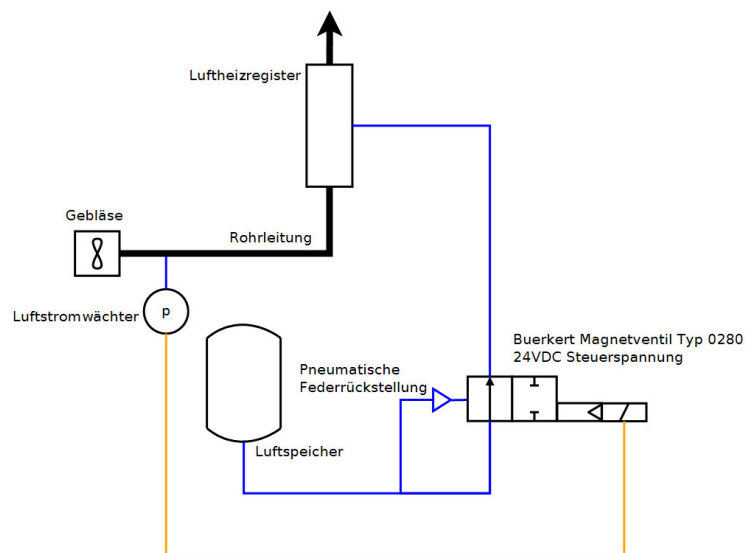 Luftheizregister
Gebläse
Rohrleitung
Luftstromwächter
p
Buerkert Magnetventil Typ 0280
24VDC Steuerspannung
Pneumatische
Federrückstellung
Luftspeicher